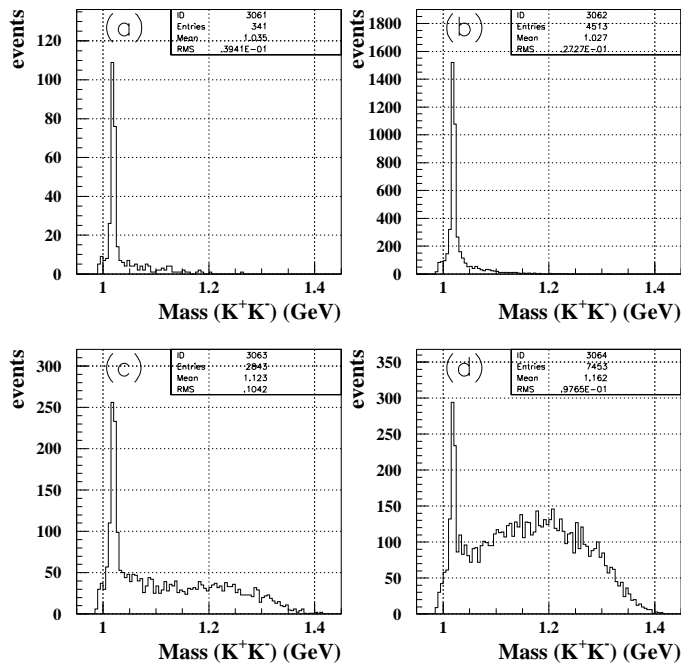 events
(a)
ID 3061
Entries 341
Mean 1.035
RMS .3941E-01
120
100
80
60
40
20
0
1 1.2 1.4
Mass (K⁺K⁻) (GeV)
events
(b)
ID 3062
Entries 4513
Mean 1.027
RMS .2727E-01
1800
1600
1400
1200
1000
800
600
400
200
0
1 1.2 1.4
Mass (K⁺K⁻) (GeV)
events
(c)
ID 3063
Entries 2843
Mean 1.123
RMS .1042
300
250
200
150
100
50
0
1 1.2 1.4
Mass (K⁺K⁻) (GeV)
events
(d)
ID 3064
Entries 7453
Mean 1.162
RMS .9765E-01
350
300
250
200
150
100
50
0
1 1.2 1.4
Mass (K⁺K⁻) (GeV)